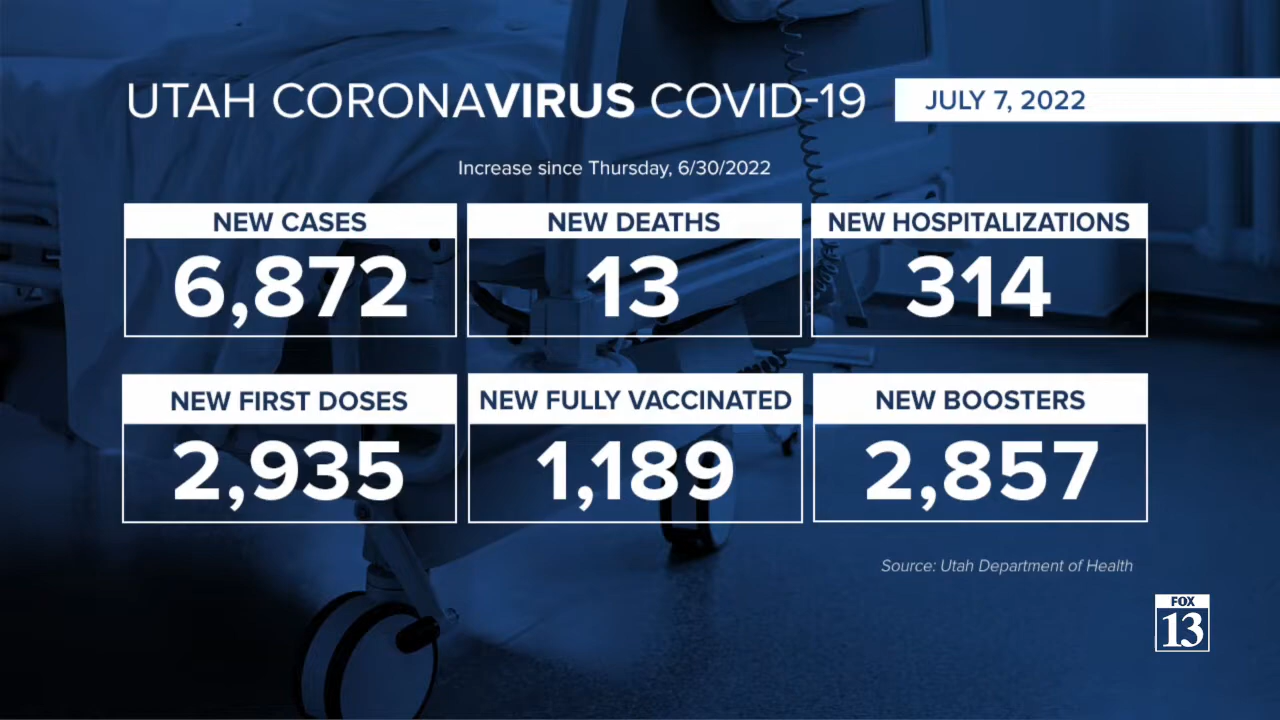 UTAH CORONAVIRUS COVID-19
JULY 7, 2022
Increase since Thursday, 6/30/2022
NEW CASES
6,872
NEW DEATHS
13
NEW HOSPITALIZATIONS
314
NEW FIRST DOSES
2,935
NEW FULLY VACCINATED
1,189
NEW BOOSTERS
2,857
Source: Utah Department of Health
FOX
13